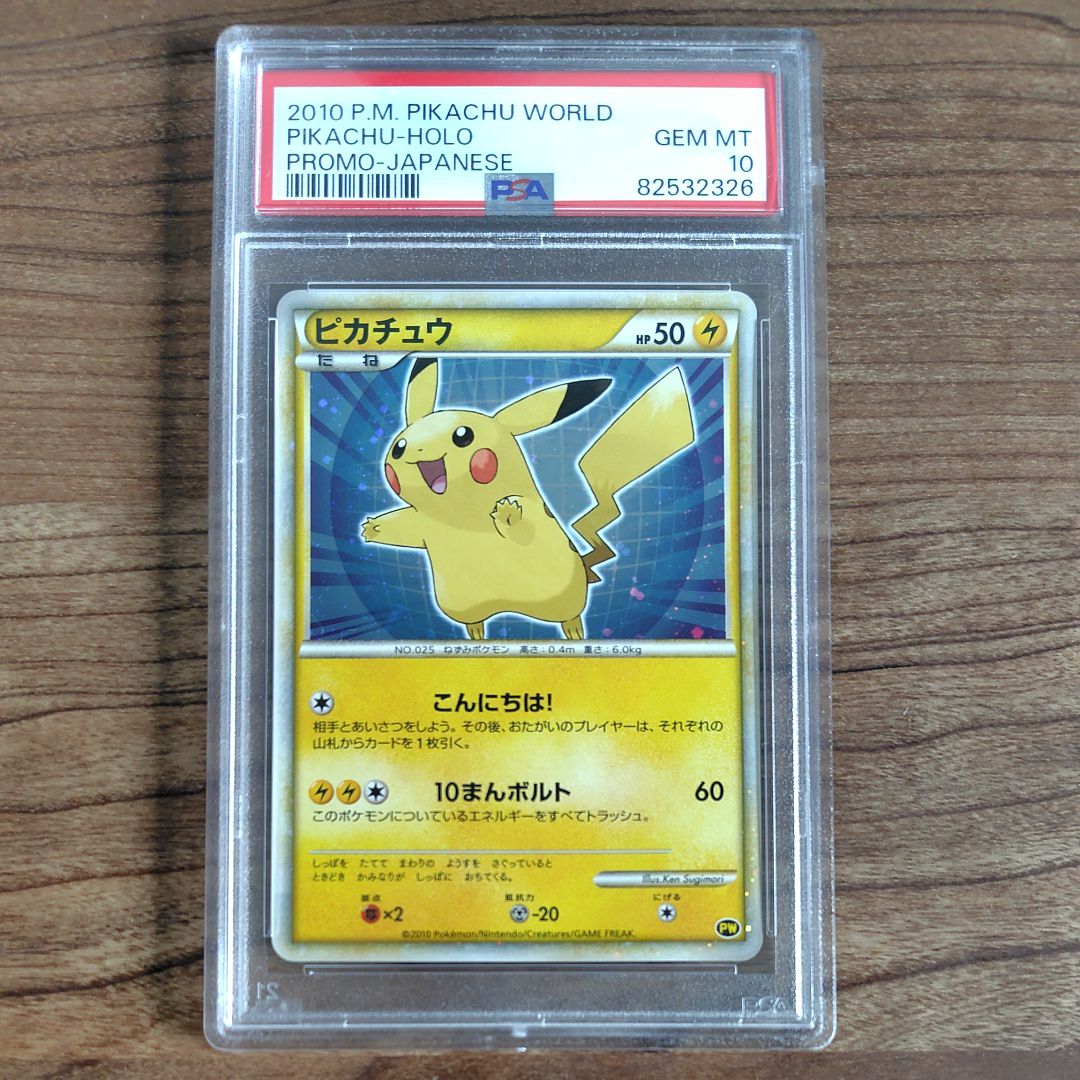 2010 P.M. PIKACHU WORLD
PIKACHU-HOLO GEM MT
PROMO-JAPANESE 10
PSA 82532326
ピカチュウ HP 50
たね
NO.025 ねずみポケモン 高さ：0.4m 重さ：6.0kg
こんにちは!
相手とあいさつをしよう。その後、おたがいのプレイヤーは、それぞれの
山札からカードを１枚引く。
10まんボルト 60
このポケモンについているエネルギーをすべてトラッシュ。
しっぽを たてて まわりの ようすを さぐっていると
ときどき かみなりが しっぽに おちてくる。
Illus.Ken Sugimori
弱点 抵抗力 にげる
×2 -20
©2010 Pokémon/Nintendo/Creatures/GAME FREAK.
PW
PSA